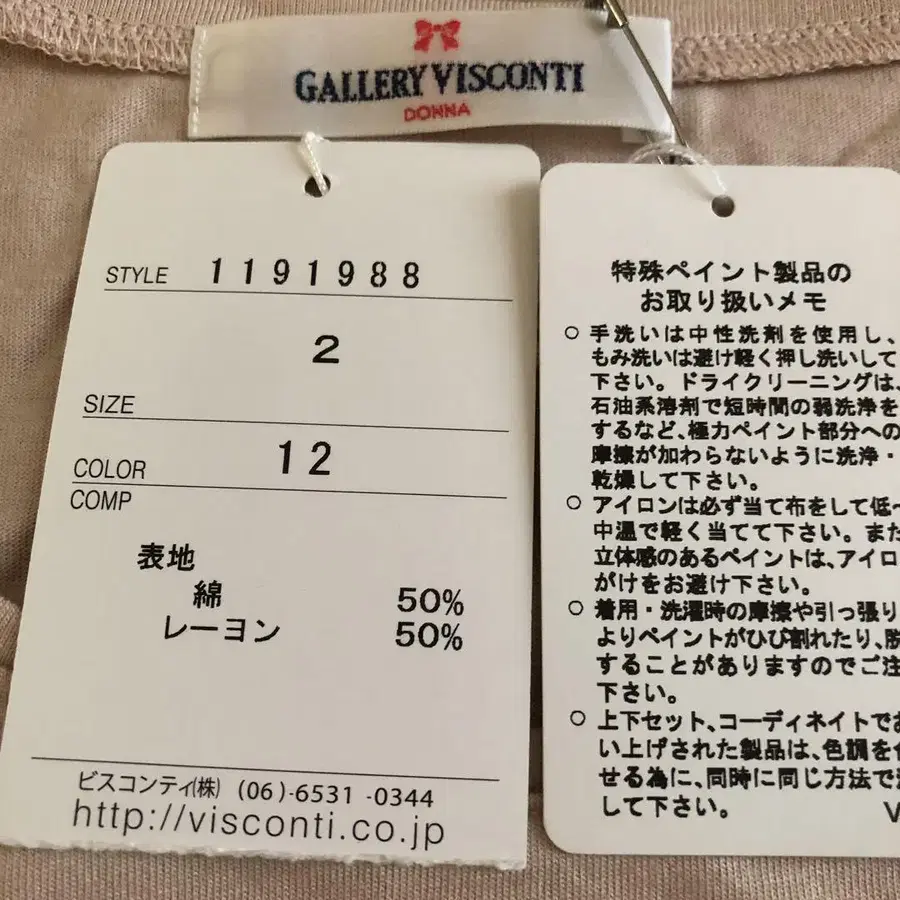 GALLERY VISCONTI
DONNA
STYLE 1191988
2
SIZE
COLOR 12
COMP
表地
綿 50%
レーヨン 50%
ビスコンティ(株) (06)-6531-0344
http://visconti.co.jp
特殊ペイント製品の
お取り扱いメモ
○ 手洗いは中性洗剤を使用し、
もみ洗いは避け軽く押し洗いして
下さい。ドライクリーニングは、
石油系溶剤で短時間の弱洗浄を
するなど、極力ペイント部分への
摩擦が加わらないように洗浄・
乾燥して下さい。
○ アイロンは必ず当て布をして低~
中温で軽く当てて下さい。また
立体感のあるペイントは、アイロ
がけをお避け下さい。
○ 着用・洗濯時の摩擦や引っ張り
よりペイントがひび割れたり、脱
することがありますのでご注
下さい。
○ 上下セット、コーディネイトでお
い上げされた製品は、色調を
せる為に、同時に同じ方法で
して下さい。
V